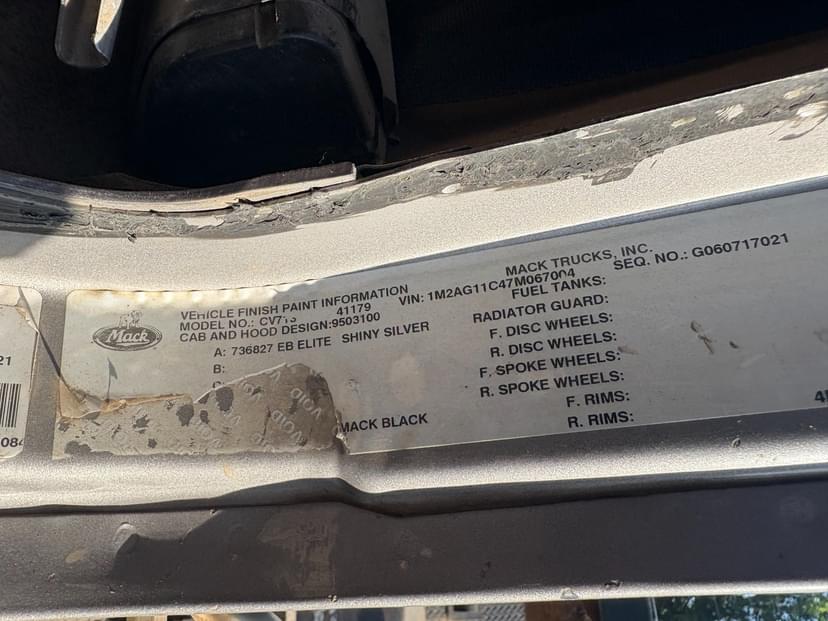 MACK TRUCKS, INC.
VEHICLE FINISH PAINT INFORMATION
VIN: 1M2AG11C47M067004
SEQ. NO.: G060717021
MODEL NO.: 41179
CAB AND HOOD DESIGN:9503100
A: 736827 EB ELITE SHINY SILVER
B:
MACK BLACK
FUEL TANKS:
RADIATOR GUARD:
F. DISC WHEELS:
R. DISC WHEELS:
F. SPOKE WHEELS:
R. SPOKE WHEELS:
F. RIMS:
R. RIMS:
Mack
VOID
VOID
VOID
21
084